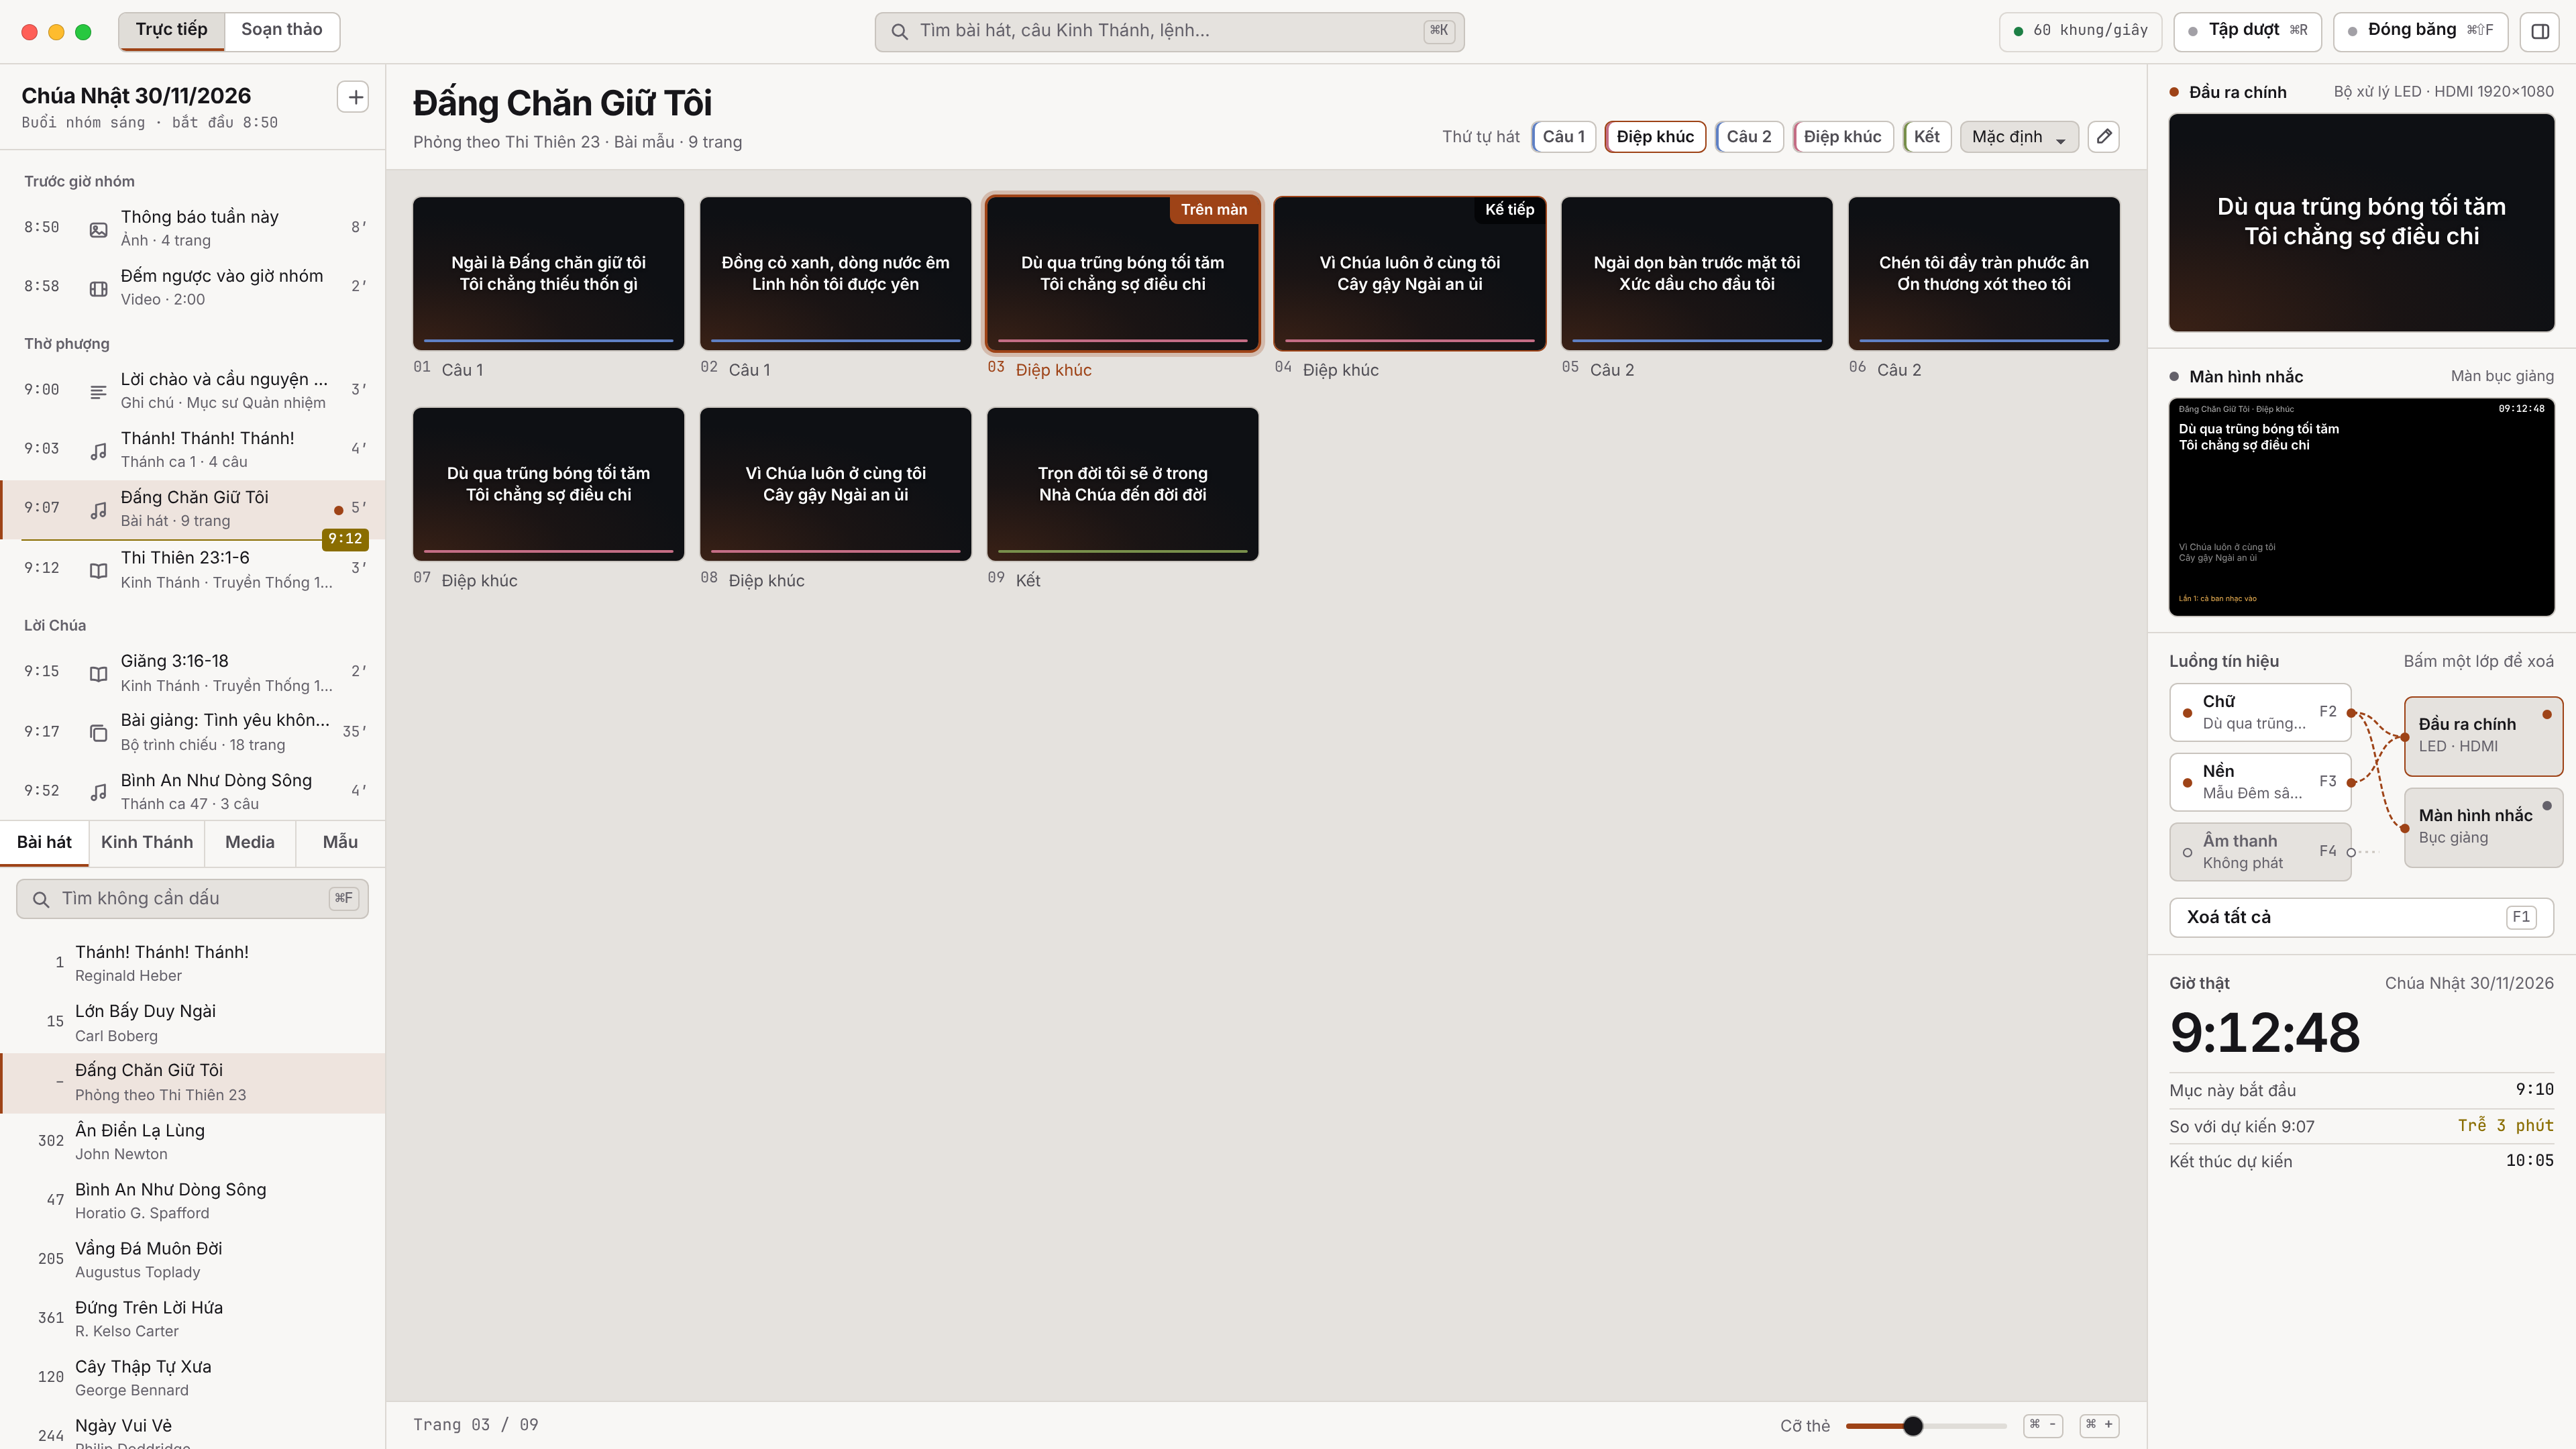 Trực tiếp
Soạn thảo
Tìm bài hát, câu Kinh Thánh, lệnh...
⌘K
60 khung/giây
Tập dượt ⌘R
Đóng băng ⌘⇧F
Chúa Nhật 30/11/2026
Buổi nhóm sáng · bắt đầu 8:50
Trước giờ nhóm
8:50 Thông báo tuần này 8′
Ảnh · 4 trang
8:58 Đếm ngược vào giờ nhóm 2′
Video · 2:00
Thờ phượng
9:00 Lời chào và cầu nguyện ... 3′
Ghi chú · Mục sư Quản nhiệm
9:03 Thánh! Thánh! Thánh! 4′
Thánh ca 1 · 4 câu
9:07 Đấng Chăn Giữ Tôi 5′
Bài hát · 9 trang
9:12
9:12 Thi Thiên 23:1-6 3′
Kinh Thánh · Truyền Thống 1...
Lời Chúa
9:15 Giăng 3:16-18 2′
Kinh Thánh · Truyền Thống 1...
9:17 Bài giảng: Tình yêu khôn... 35′
Bộ trình chiếu · 18 trang
9:52 Bình An Như Dòng Sông 4′
Thánh ca 47 · 3 câu
Bài hát
Kinh Thánh
Media
Mẫu
Tìm không cần dấu
⌘F
1 Thánh! Thánh! Thánh!
Reginald Heber
15 Lớn Bấy Duy Ngài
Carl Boberg
– Đấng Chăn Giữ Tôi
Phỏng theo Thi Thiên 23
302 Ân Điển Lạ Lùng
John Newton
47 Bình An Như Dòng Sông
Horatio G. Spafford
205 Vầng Đá Muôn Đời
Augustus Toplady
361 Đứng Trên Lời Hứa
R. Kelso Carter
120 Cây Thập Tự Xưa
George Bennard
244 Ngày Vui Vẻ
Philip Doddridge
Đấng Chăn Giữ Tôi
Phỏng theo Thi Thiên 23 · Bài mẫu · 9 trang
Thứ tự hát
Câu 1
Điệp khúc
Câu 2
Điệp khúc
Kết
Mặc định
Ngài là Đấng chăn giữ tôi
Tôi chẳng thiếu thốn gì
01 Câu 1
Đồng cỏ xanh, dòng nước êm
Linh hồn tôi được yên
02 Câu 1
Trên màn
Dù qua trũng bóng tối tăm
Tôi chẳng sợ điều chi
03 Điệp khúc
Kế tiếp
Vì Chúa luôn ở cùng tôi
Cây gậy Ngài an ủi
04 Điệp khúc
Ngài dọn bàn trước mặt tôi
Xức dầu cho đầu tôi
05 Câu 2
Chén tôi đầy tràn phước ân
Ơn thương xót theo tôi
06 Câu 2
Dù qua trũng bóng tối tăm
Tôi chẳng sợ điều chi
07 Điệp khúc
Vì Chúa luôn ở cùng tôi
Cây gậy Ngài an ủi
08 Điệp khúc
Trọn đời tôi sẽ ở trong
Nhà Chúa đến đời đời
09 Kết
Trang 03 / 09
Cỡ thẻ
⌘ -
⌘ +
Đầu ra chính
Bộ xử lý LED · HDMI 1920×1080
Dù qua trũng bóng tối tăm
Tôi chẳng sợ điều chi
Màn hình nhắc
Màn bục giảng
Đấng Chăn Giữ Tôi · Điệp khúc
09:12:48
Dù qua trũng bóng tối tăm
Tôi chẳng sợ điều chi
Vì Chúa luôn ở cùng tôi
Cây gậy Ngài an ủi
Lần 1: cả ban nhạc vào
Luồng tín hiệu
Bấm một lớp để xoá
Chữ F2
Dù qua trũng...
Nền F3
Mẫu Đêm sâ...
Âm thanh F4
Không phát
Đầu ra chính
LED · HDMI
Màn hình nhắc
Bục giảng
Xoá tất cả F1
Giờ thật
Chúa Nhật 30/11/2026
9:12:48
Mục này bắt đầu 9:10
So với dự kiến 9:07 Trễ 3 phút
Kết thúc dự kiến 10:05